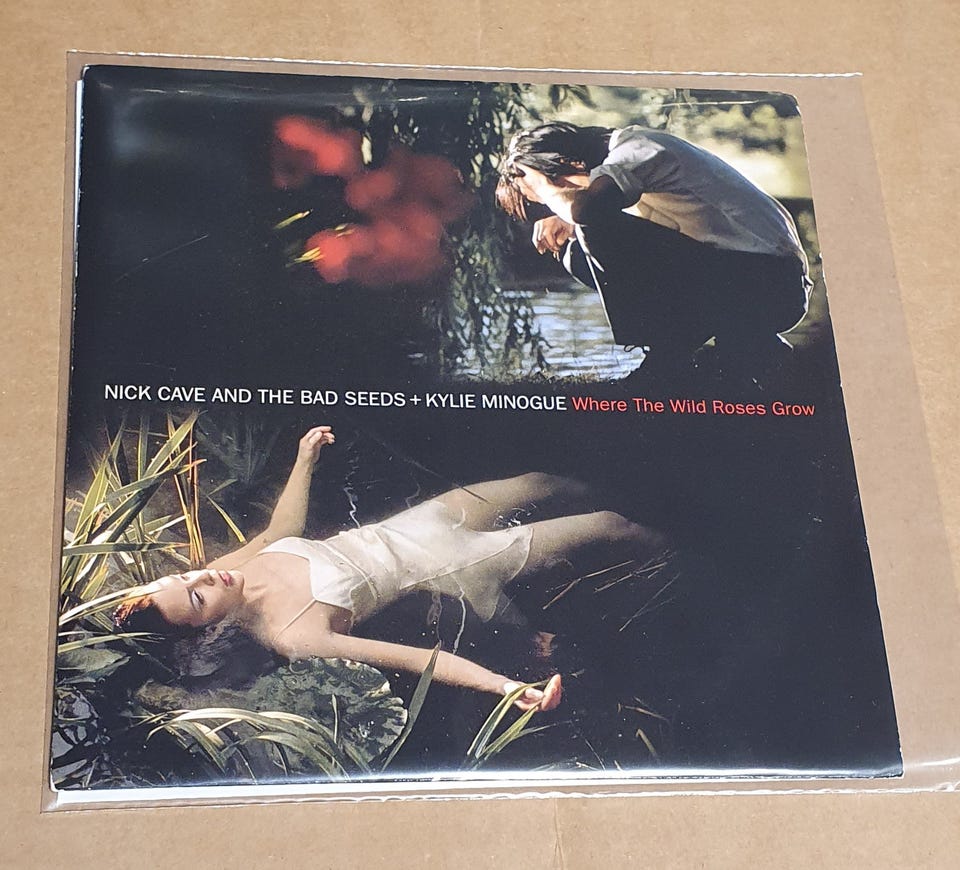 NICK CAVE AND THE BAD SEEDS + KYLIE MINOGUE Where The Wild Roses Grow